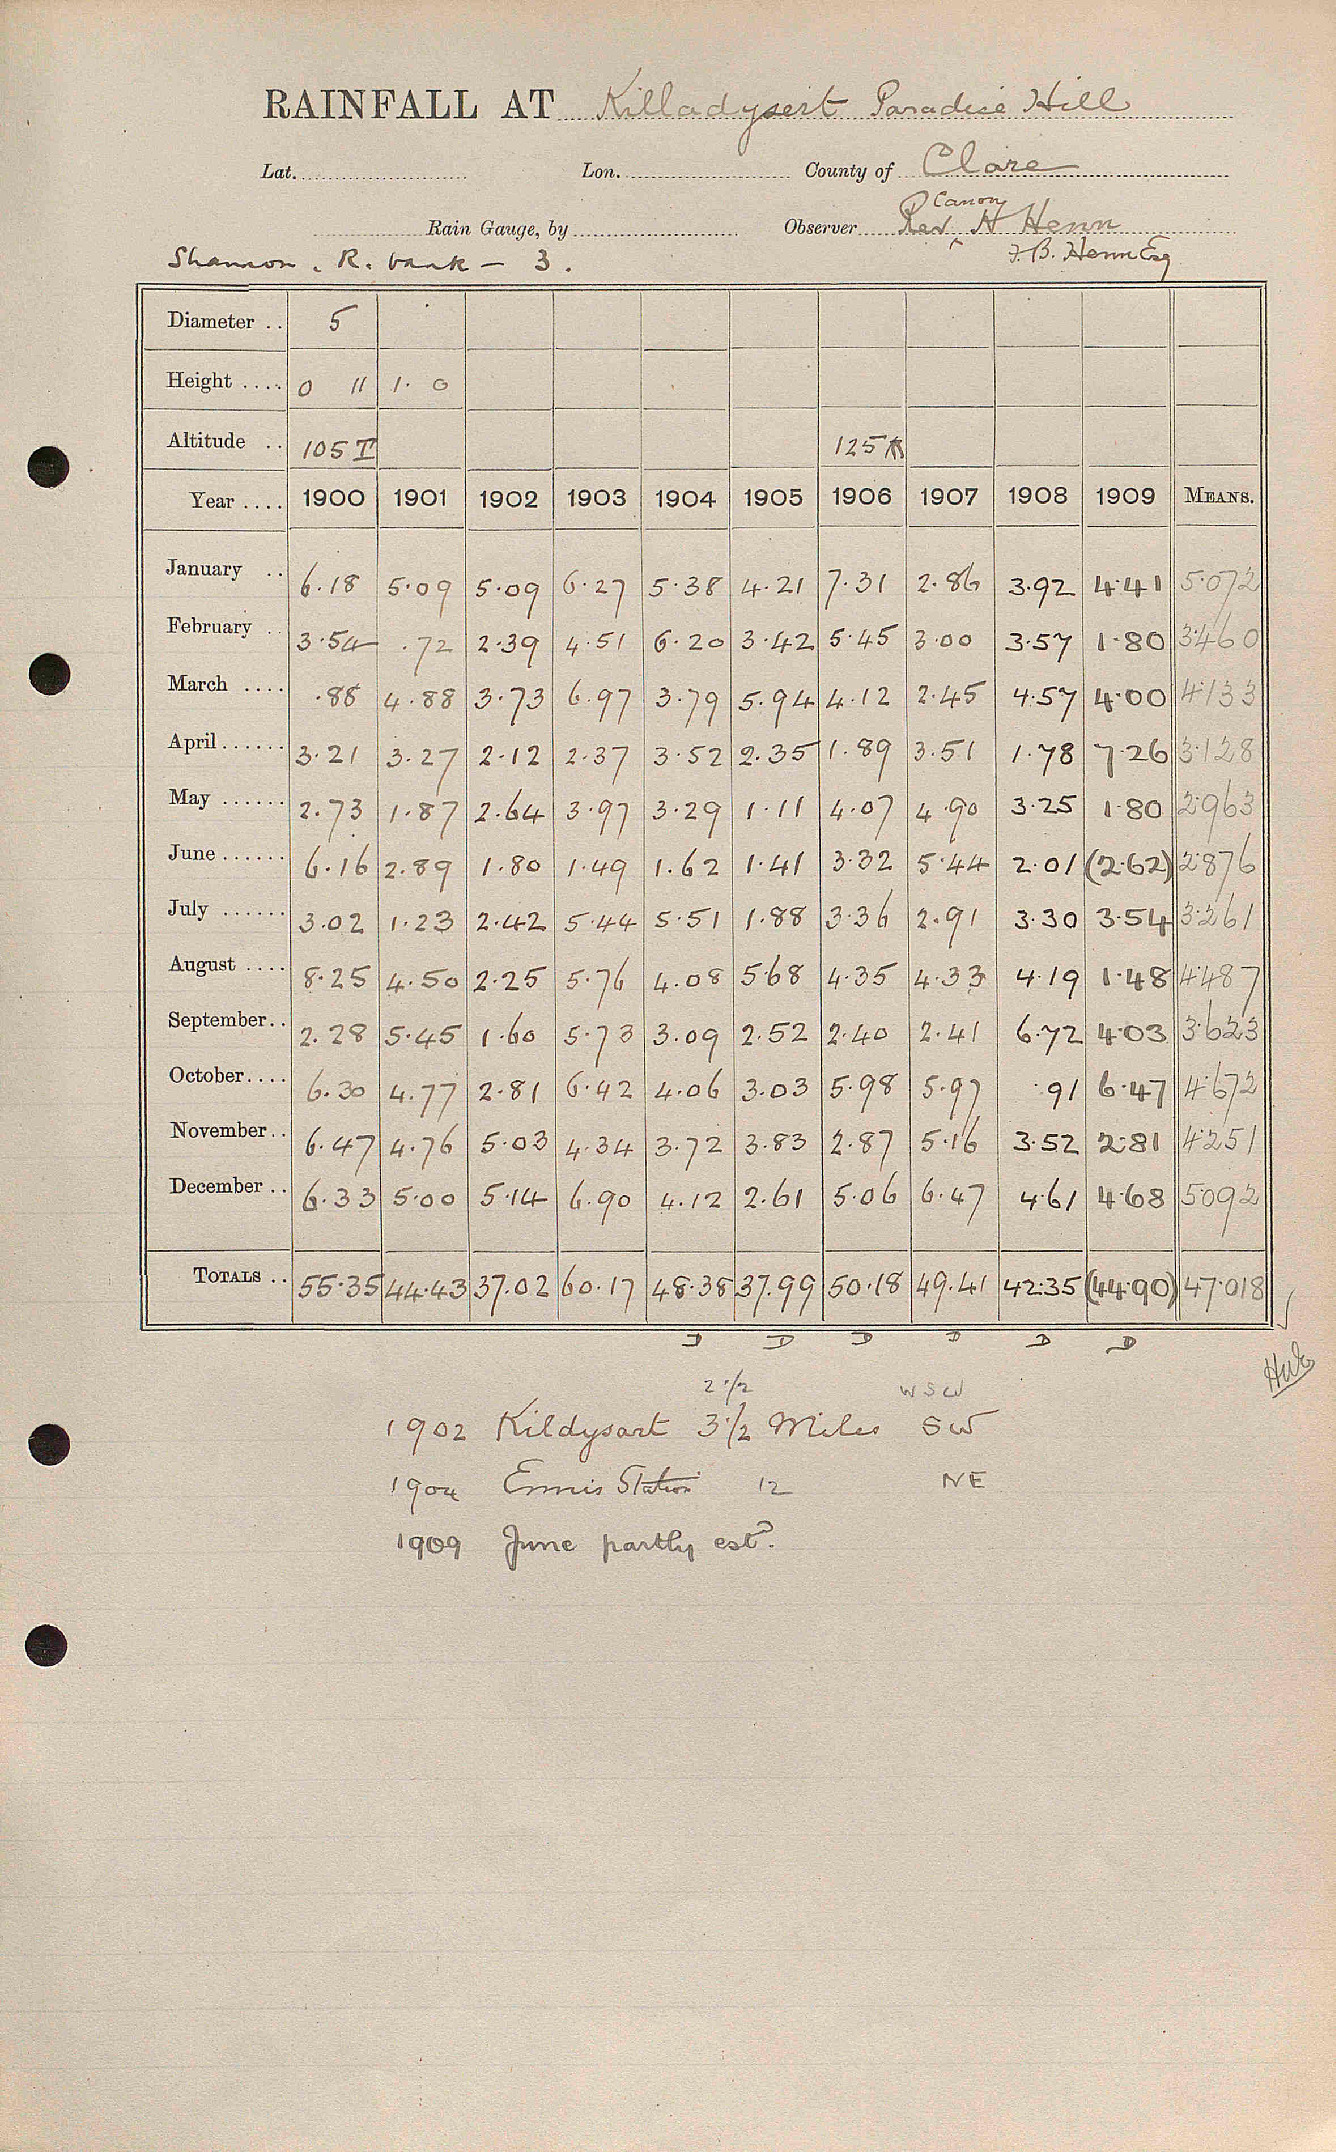 RAINFALL AT Killadysert Paradise Hill
Lat. Lon. County of Clare
Canon
Rain Gauge, by Observer Rev ^ H Henn
Shannon . R. bank — 3 . F. B. Henn Esq
Diameter .. 5
Height .... 0 11 1 . 0
Altitude .. 105 T 125
Year .... 1900 1901 1902 1903 1904 1905 1906 1907 1908 1909 MEANS.
January .. 6.18 5.09 5.09 6.27 5.38 4.21 7.31 2.86 3.92 4.41 5.072
February .. 3.54 .72 2.39 4.51 6.20 3.42 5.45 3.00 3.57 1.80 3.460
March .... .88 4.88 3.73 6.97 3.79 5.94 4.12 2.45 4.57 4.00 4.133
April ...... 3.21 3.27 2.12 2.37 3.52 2.35 1.89 3.51 1.78 7.26 3.128
May ...... 2.73 1.87 2.64 3.97 3.29 1.11 4.07 4.90 3.25 1.80 2.963
June ...... 6.16 2.89 1.80 1.49 1.62 1.41 3.32 5.44 2.01 (2.62) 2.876
July ...... 3.02 1.23 2.42 5.44 5.51 1.88 3.36 2.91 3.30 3.54 3.261
August .... 8.25 4.50 2.25 5.76 4.08 5.68 4.35 4.33 4.19 1.48 4.487
September .. 2.28 5.45 1.60 5.73 3.09 2.52 2.40 2.41 6.72 4.03 3.623
October .... 6.30 4.77 2.81 6.42 4.06 3.03 5.98 5.97 .91 6.47 4.672
November .. 6.47 4.76 5.03 4.34 3.72 3.83 2.87 5.16 3.52 2.81 4.251
December .. 6.33 5.00 5.14 6.90 4.12 2.61 5.06 6.47 4.61 4.68 5.092
TOTALS .. 55.35 44.43 37.02 60.17 48.38 37.99 50.18 49.41 42.35 (44.90) 47.018
D D D D D D
2 1/2 WSW
1902 Kildysart 3 1/2 Miles SW
1904 Ennis Station 12 NE
1909 June partly estd.